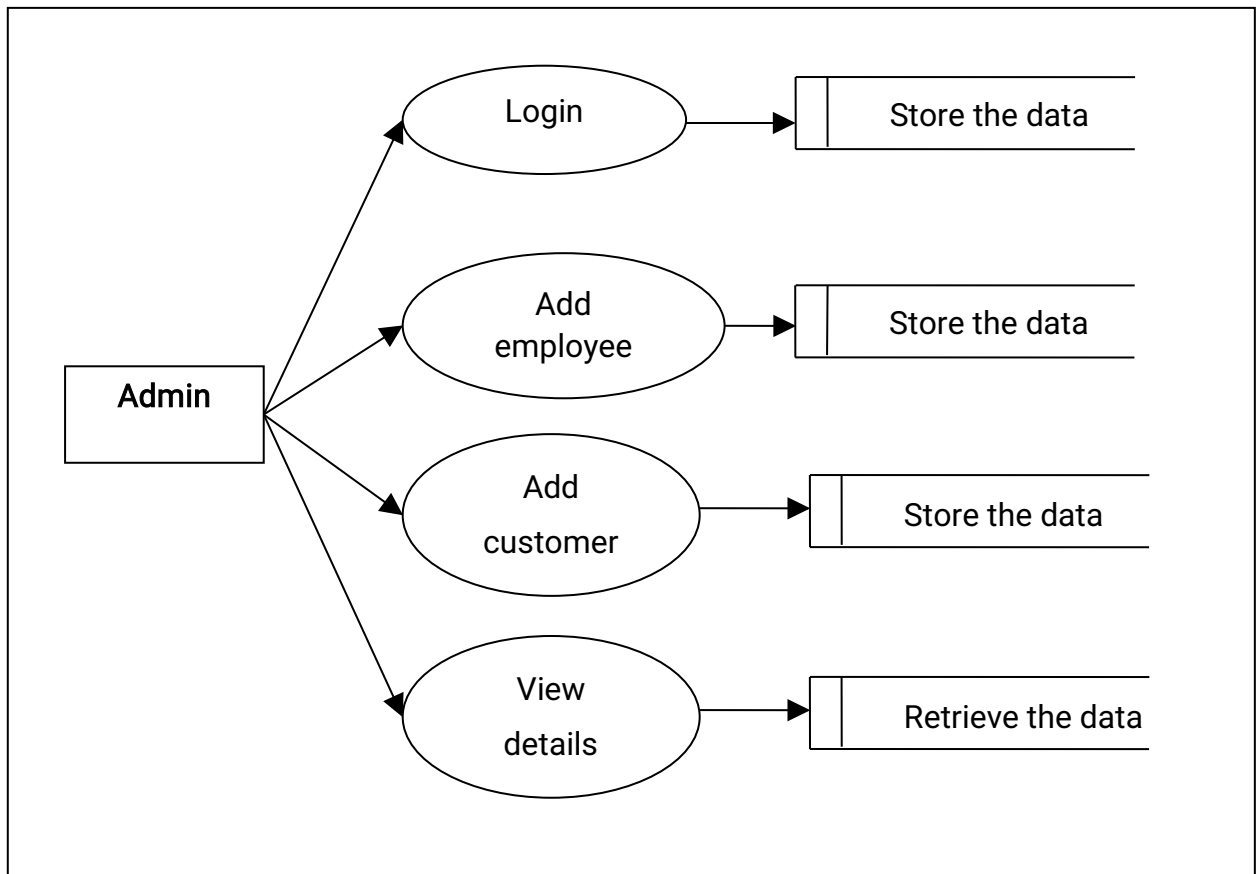 Login
Store the data
Add
employee
Store the data
Admin
Add
customer
Store the data
View
details
Retrieve the data